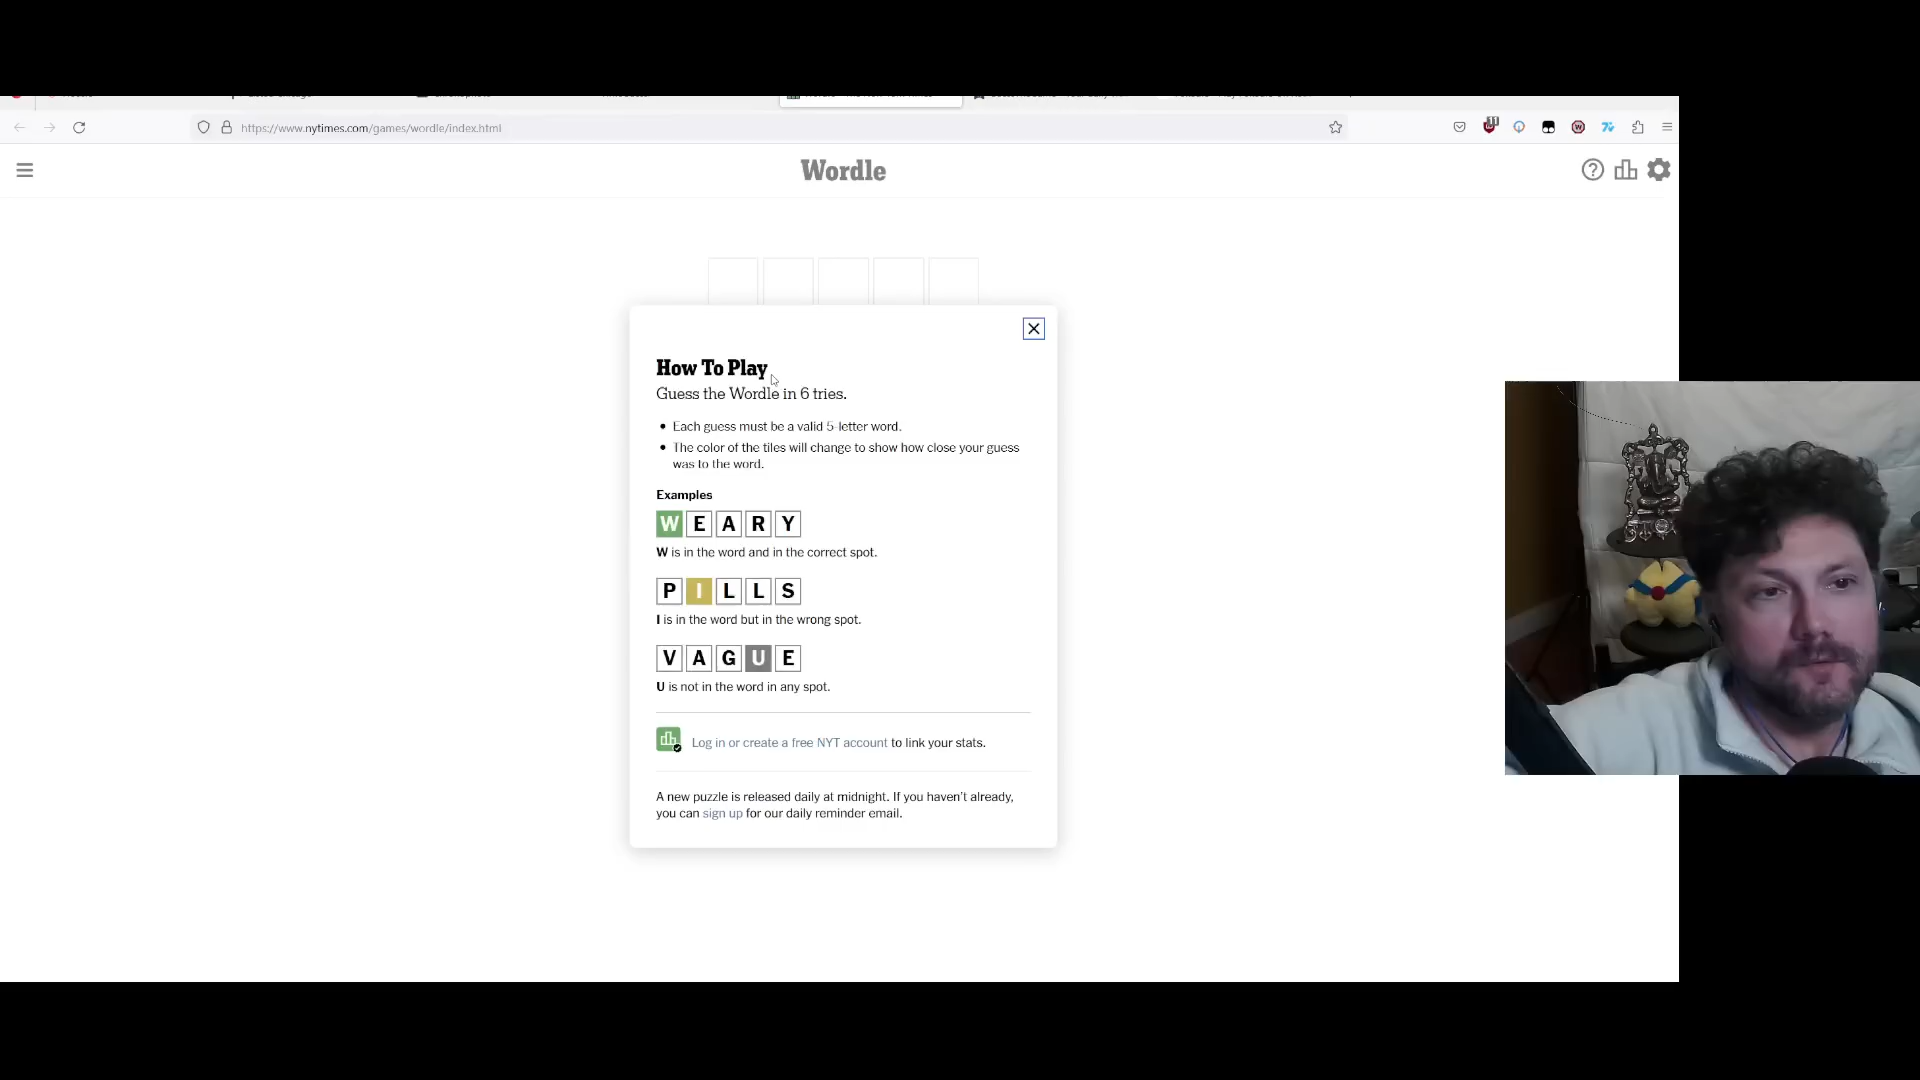 https://www.nytimes.com/games/wordle/index.html
11
Wordle
How To Play
Guess the Wordle in 6 tries.
Each guess must be a valid 5-letter word.
The color of the tiles will change to show how close your guess
was to the word.
Examples
WEARY
W is in the word and in the correct spot.
PILLS
I is in the word but in the wrong spot.
VAGUE
U is not in the word in any spot.
Log in or create a free NYT account to link your stats.
A new puzzle is released daily at midnight. If you haven't already,
you can sign up for our daily reminder email.